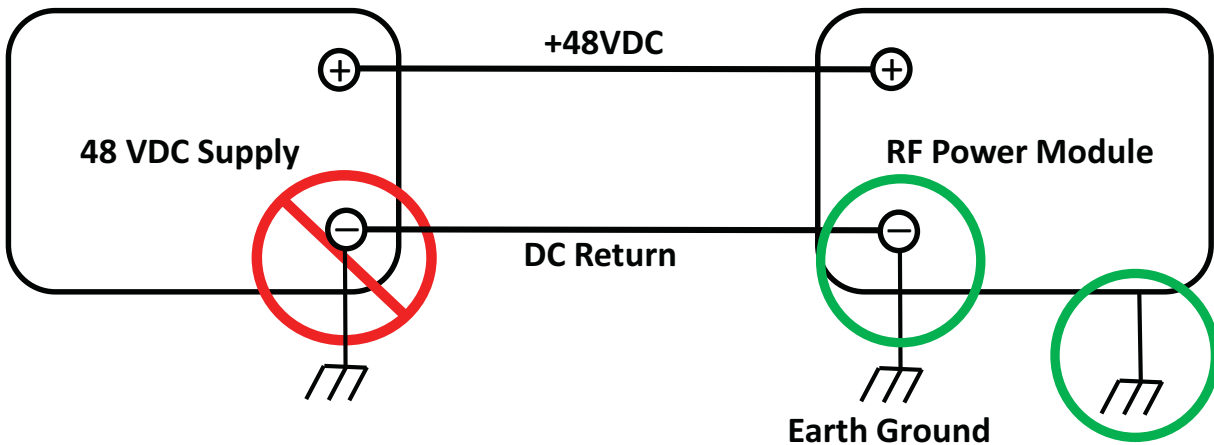 +48VDC
+
+
48 VDC Supply
RF Power Module
−
−
DC Return
Earth Ground